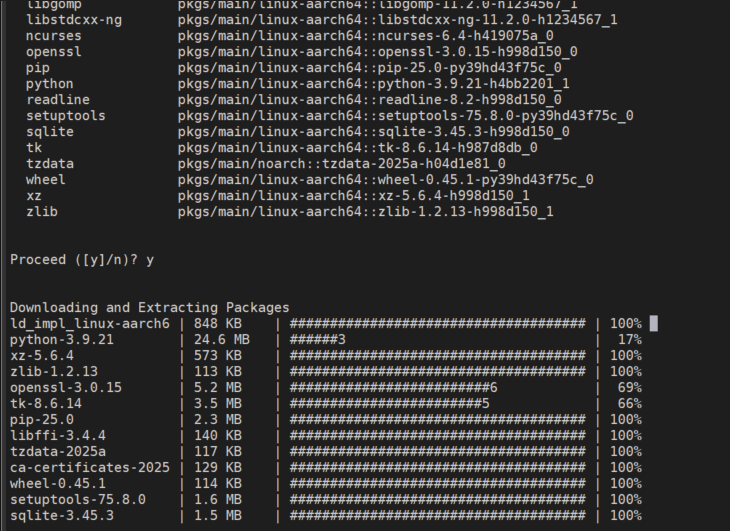 libgomp pkgs/main/linux-aarch64::libgomp-11.2.0-h1234567_1
libstdcxx-ng pkgs/main/linux-aarch64::libstdcxx-ng-11.2.0-h1234567_1
ncurses pkgs/main/linux-aarch64::ncurses-6.4-h419075a_0
openssl pkgs/main/linux-aarch64::openssl-3.0.15-h998d150_0
pip pkgs/main/linux-aarch64::pip-25.0-py39hd43f75c_0
python pkgs/main/linux-aarch64::python-3.9.21-h4bb2201_1
readline pkgs/main/linux-aarch64::readline-8.2-h998d150_0
setuptools pkgs/main/linux-aarch64::setuptools-75.8.0-py39hd43f75c_0
sqlite pkgs/main/linux-aarch64::sqlite-3.45.3-h998d150_0
tk pkgs/main/linux-aarch64::tk-8.6.14-h987d8db_0
tzdata pkgs/main/noarch::tzdata-2025a-h04d1e81_0
wheel pkgs/main/linux-aarch64::wheel-0.45.1-py39hd43f75c_0
xz pkgs/main/linux-aarch64::xz-5.6.4-h998d150_1
zlib pkgs/main/linux-aarch64::zlib-1.2.13-h998d150_1
Proceed ([y]/n)? y
Downloading and Extracting Packages
ld_impl_linux-aarch6 | 848 KB | ##################################### | 100%
python-3.9.21 | 24.6 MB | ######3 | 17%
xz-5.6.4 | 573 KB | ##################################### | 100%
zlib-1.2.13 | 113 KB | ##################################### | 100%
openssl-3.0.15 | 5.2 MB | #########################6 | 69%
tk-8.6.14 | 3.5 MB | ########################5 | 66%
pip-25.0 | 2.3 MB | ##################################### | 100%
libffi-3.4.4 | 140 KB | ##################################### | 100%
tzdata-2025a | 117 KB | ##################################### | 100%
ca-certificates-2025 | 129 KB | ##################################### | 100%
wheel-0.45.1 | 114 KB | ##################################### | 100%
setuptools-75.8.0 | 1.6 MB | ##################################### | 100%
sqlite-3.45.3 | 1.5 MB | ##################################### | 100%